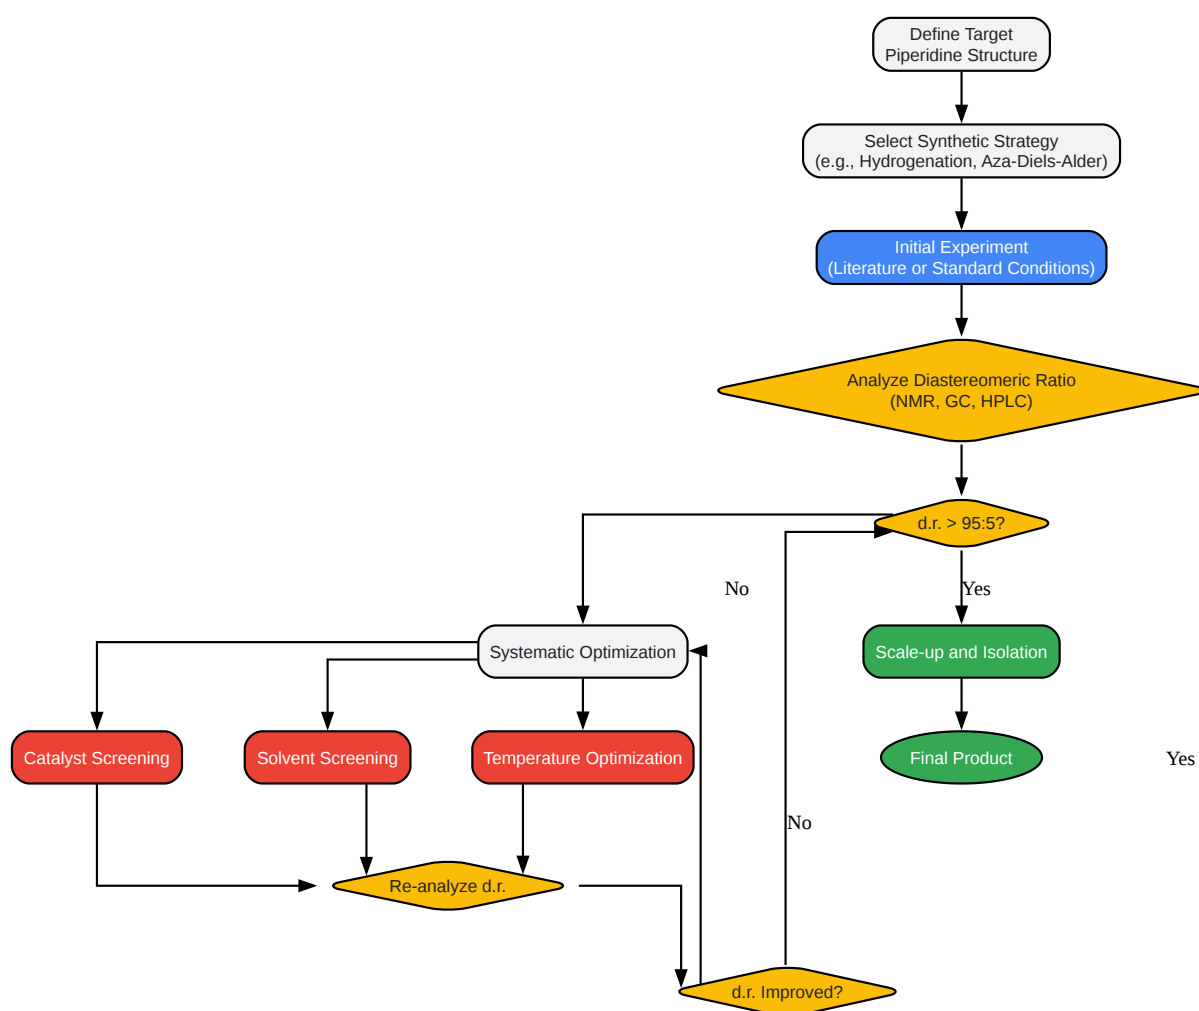 Define Target
Piperidine Structure
Select Synthetic Strategy
(e.g., Hydrogenation, Aza-Diels-Alder)
Initial Experiment
(Literature or Standard Conditions)
Analyze Diastereomeric Ratio
(NMR, GC, HPLC)
d.r. > 95:5?
No
Yes
Systematic Optimization
Scale-up and Isolation
Catalyst Screening
Solvent Screening
Temperature Optimization
Final Product
Yes
No
Re-analyze d.r.
d.r. Improved?